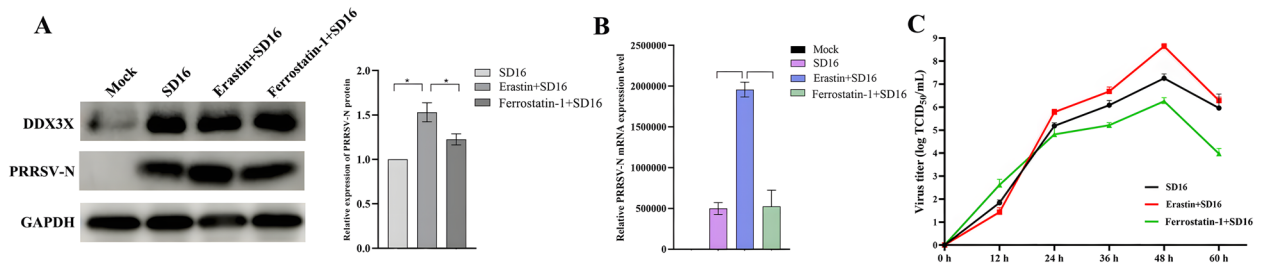 A
Mock
SD16
Erastin+SD16
Ferrostatin-1+SD16
DDX3X
PRRSV-N
GAPDH
Relative expression of PRRSV-N protein
2.0
1.5
1.0
0.5
0.0
*
*
SD16
Erastin+SD16
Ferrostatin-1+SD16
B
Relative PRRSV-N mRNA expression level
2500000
2000000
1500000
1000000
500000
0
Mock
SD16
Erastin+SD16
Ferrostatin-1+SD16
C
Virus titer (log TCID50/mL)
9
8
7
6
5
4
3
2
1
0
0 h
12 h
24 h
36 h
48 h
60 h
SD16
Erastin+SD16
Ferrostatin-1+SD16